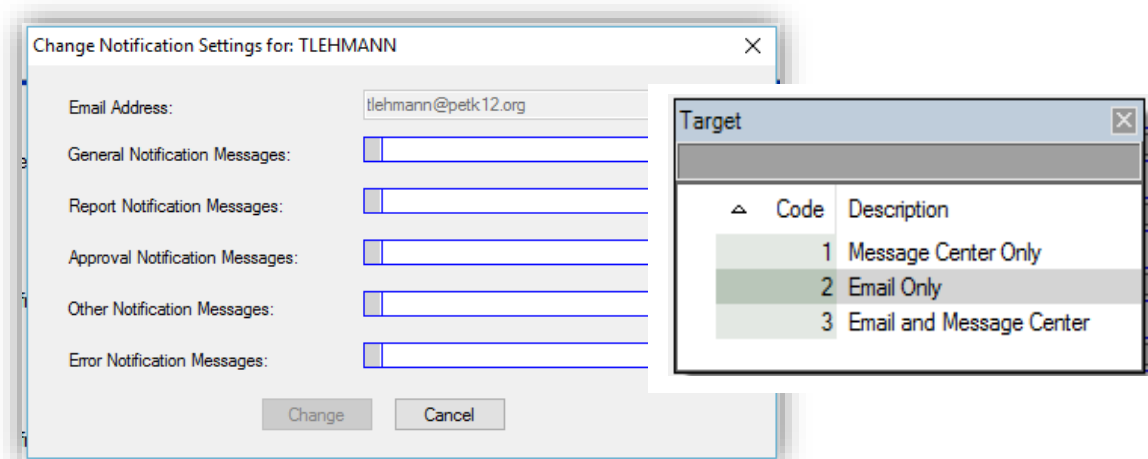 Change Notification Settings for: TLEHMANN
Email Address: tlehmann@petk12.org
General Notification Messages:
Report Notification Messages:
Approval Notification Messages:
Other Notification Messages:
Error Notification Messages:
Change Cancel
Target
Code Description
1 Message Center Only
2 Email Only
3 Email and Message Center